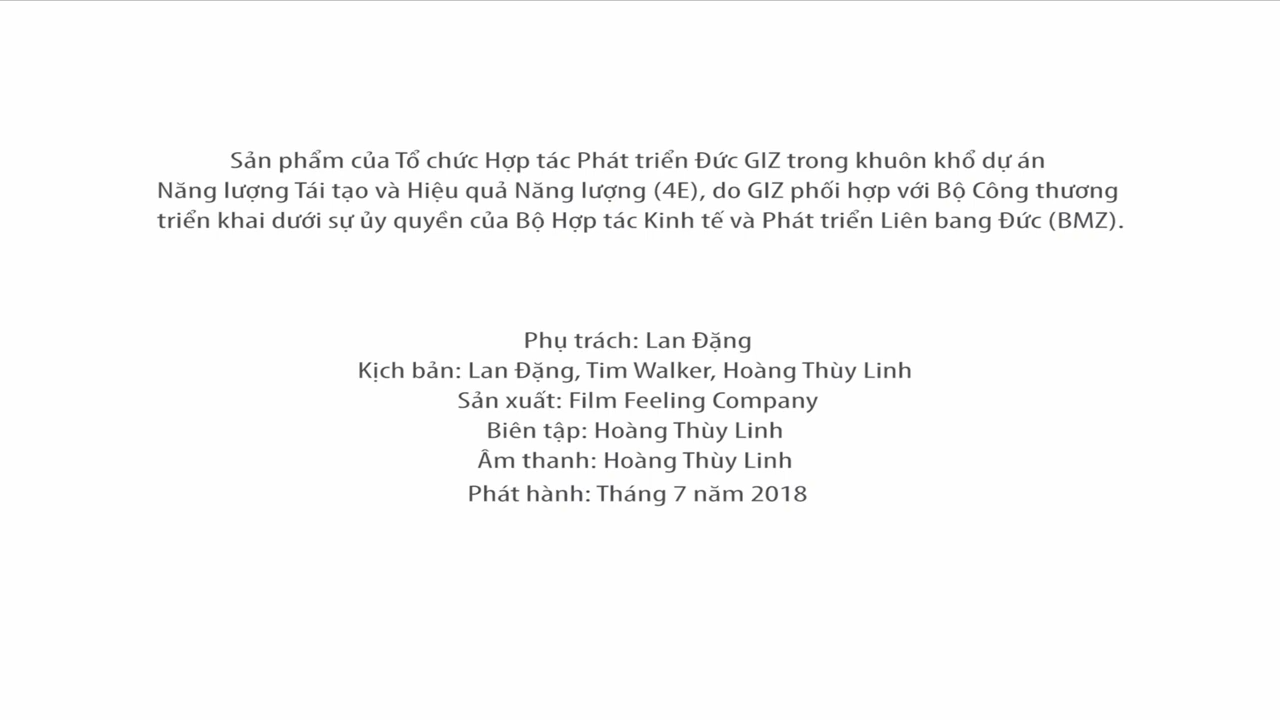 Sản phẩm của Tổ chức Hợp tác Phát triển Đức GIZ trong khuôn khổ dự án
Năng lượng Tái tạo và Hiệu quả Năng lượng (4E), do GIZ phối hợp với Bộ Công thương
triển khai dưới sự ủy quyền của Bộ Hợp tác Kinh tế và Phát triển Liên bang Đức (BMZ).
Phụ trách: Lan Đặng
Kịch bản: Lan Đặng, Tim Walker, Hoàng Thùy Linh
Sản xuất: Film Feeling Company
Biên tập: Hoàng Thùy Linh
Âm thanh: Hoàng Thùy Linh
Phát hành: Tháng 7 năm 2018